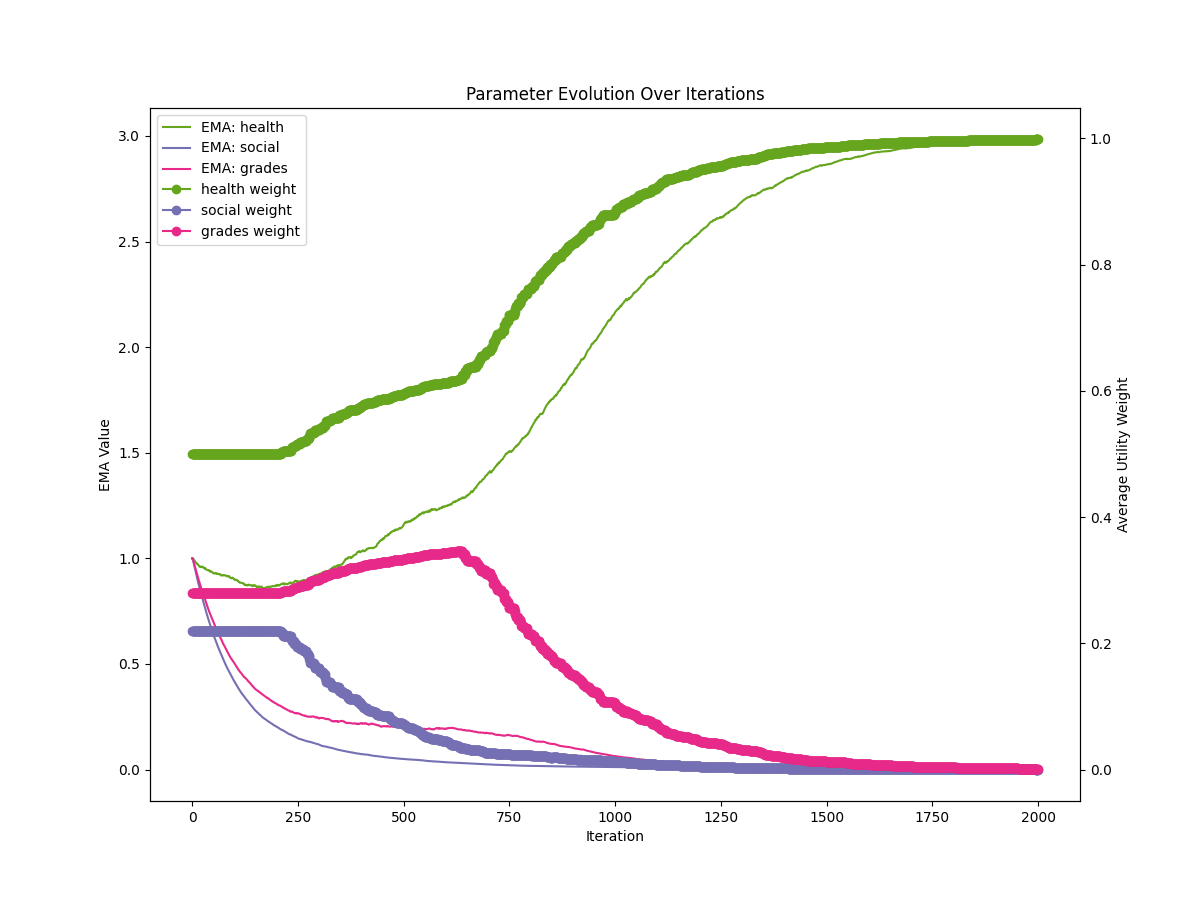 Parameter Evolution Over Iterations
EMA: health
EMA: social
EMA: grades
health weight
social weight
grades weight
3.0
2.5
2.0
1.5
1.0
0.5
0.0
EMA Value
1.0
0.8
0.6
0.4
0.2
0.0
Average Utility Weight
0 250 500 750 1000 1250 1500 1750 2000
Iteration